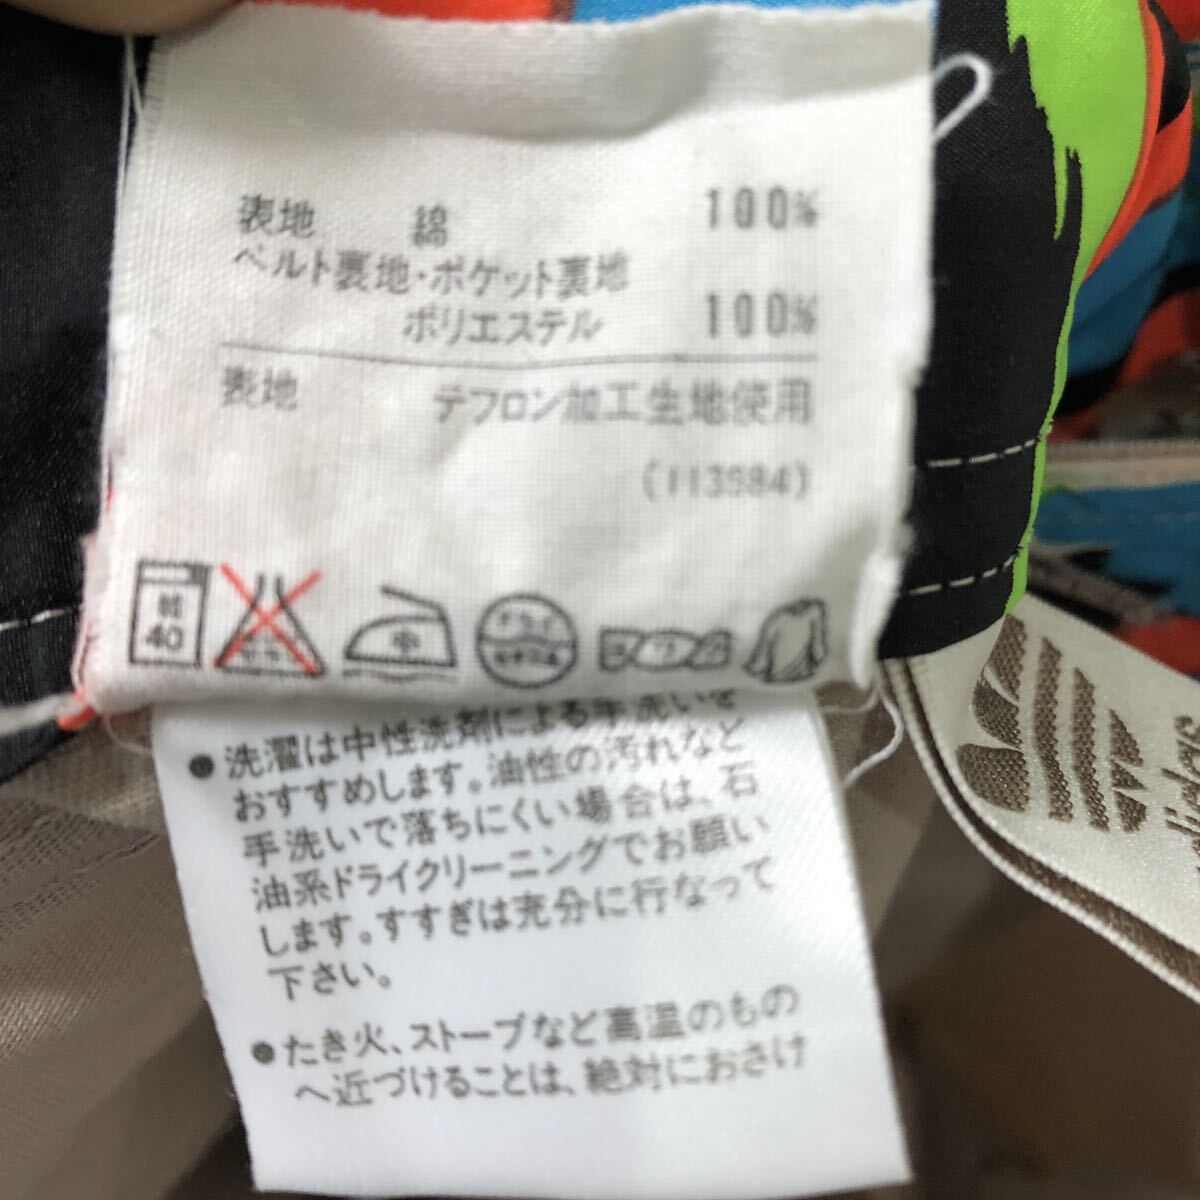 表地 綿 100%
ベルト裏地・ポケット裏地
ポリエステル 100%
表地 テフロン加工生地使用
(113584)
40
中
●洗濯は中性洗剤による手洗いを
おすすめします。油性の汚れなど
手洗いで落ちにくい場合は、石
油系ドライクリーニングでお願い
します。すすぎは充分に行なって
下さい。
●たき火、ストーブなど高温のもの
へ近づけることは、絶対におさけ